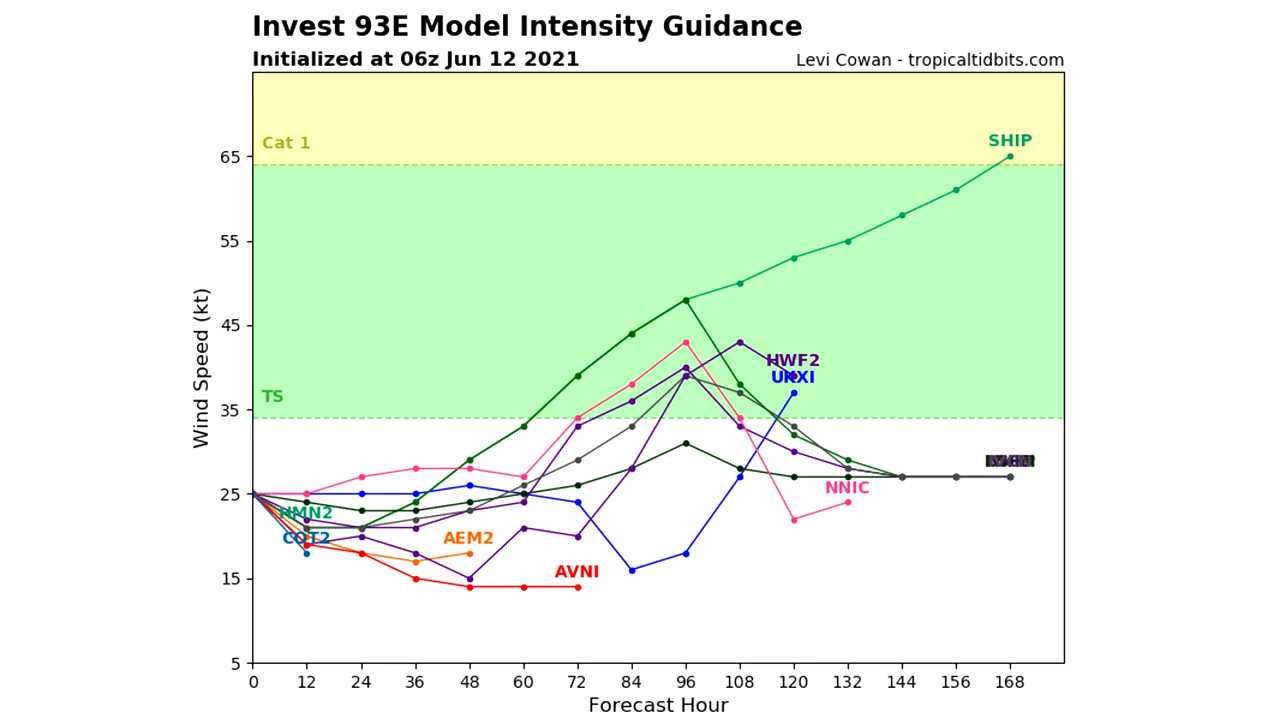 Invest 93E Model Intensity Guidance
Initialized at 06z Jun 12 2021
Levi Cowan - tropicaltidbits.com
Cat 1
SHIP
65
55
45
HWF2
UKXI
TS
35
NNIC
25
HMN2
COT2
AEM2
AVNI
15
5
0 12 24 36 48 60 72 84 96 108 120 132 144 156 168
Wind Speed (kt)
Forecast Hour